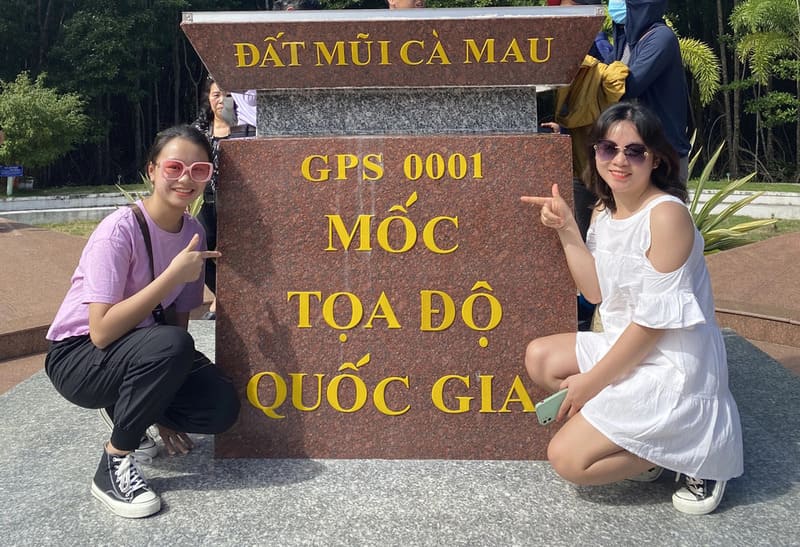 ĐẤT MŨI CÀ MAU
GPS 0001
MỐC
TỌA ĐỘ
QUỐC GIA